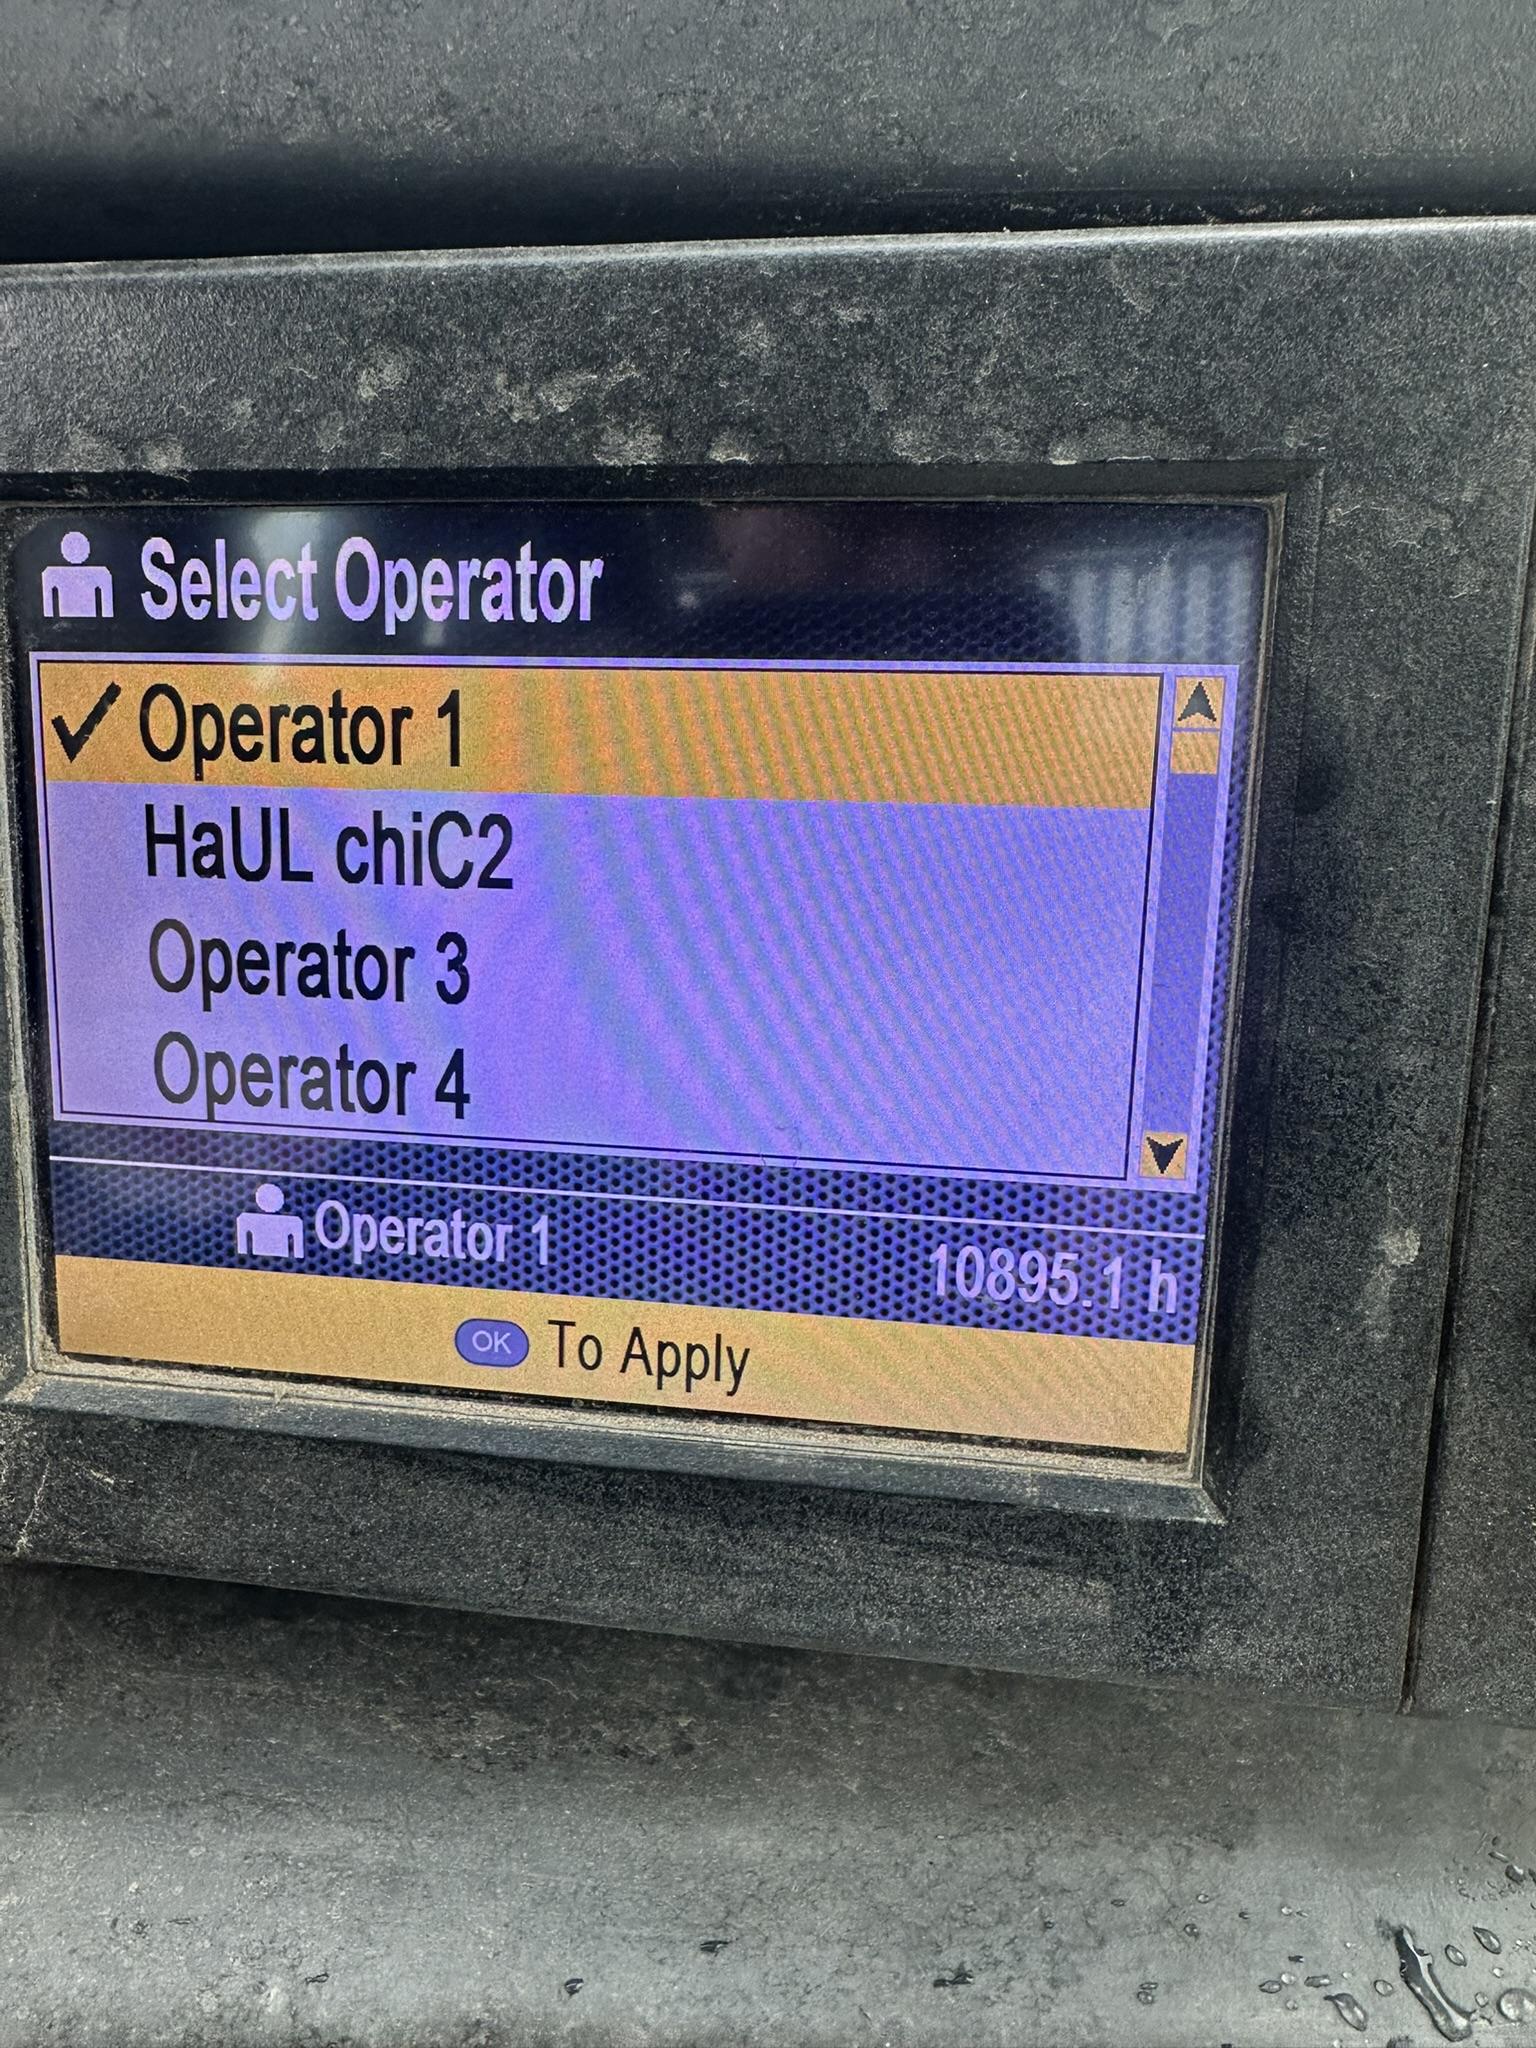 Select Operator
Operator 1
HaUL chiC2
Operator 3
Operator 4
Operator 1 10895.1 h
OK To Apply